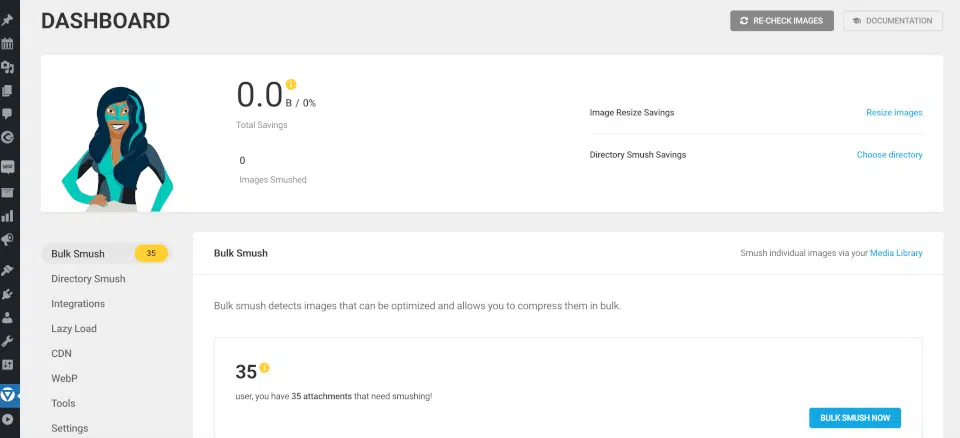 DASHBOARD
RE-CHECK IMAGES
DOCUMENTATION
0.0 B / 0%
Total Savings
0
Images Smushed
Image Resize Savings
Resize Images
Directory Smush Savings
Choose directory
Bulk Smush 35
Directory Smush
Integrations
Lazy Load
CDN
WebP
Tools
Settings
Bulk Smush
Smush individual images via your Media Library
Bulk smush detects images that can be optimized and allows you to compress them in bulk.
35
user, you have 35 attachments that need smushing!
BULK SMUSH NOW